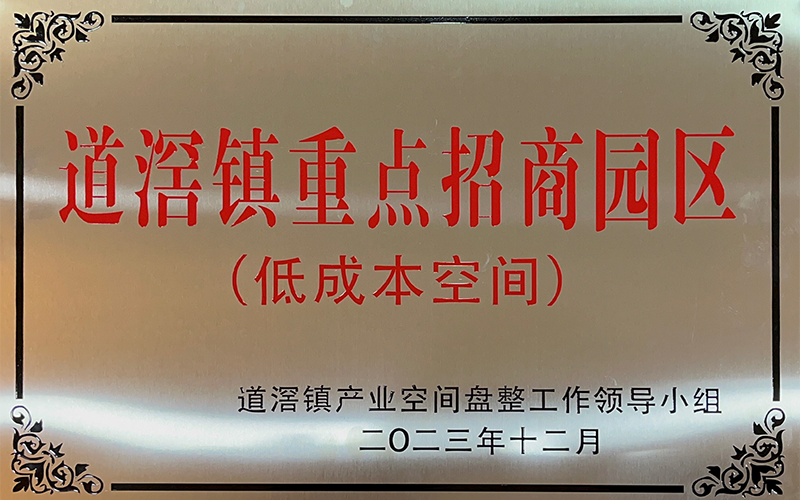 道滘镇重点招商园区
（低成本空间）
道滘镇产业空间盘整工作领导小组
二〇二三年十二月